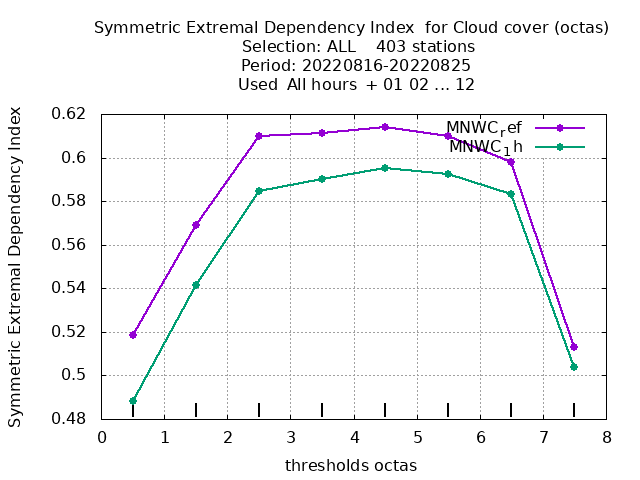 Symmetric Extremal Dependency Index  for Cloud cover (octas)
Selection: ALL    403 stations
Period: 20220816-20220825
Used  All hours  + 01 02 ... 12
Symmetric Extremal Dependency Index
0.62
0.6
0.58
0.56
0.54
0.52
0.5
0.48
MNWCref
MNWC1h
0 1 2 3 4 5 6 7 8
thresholds octas